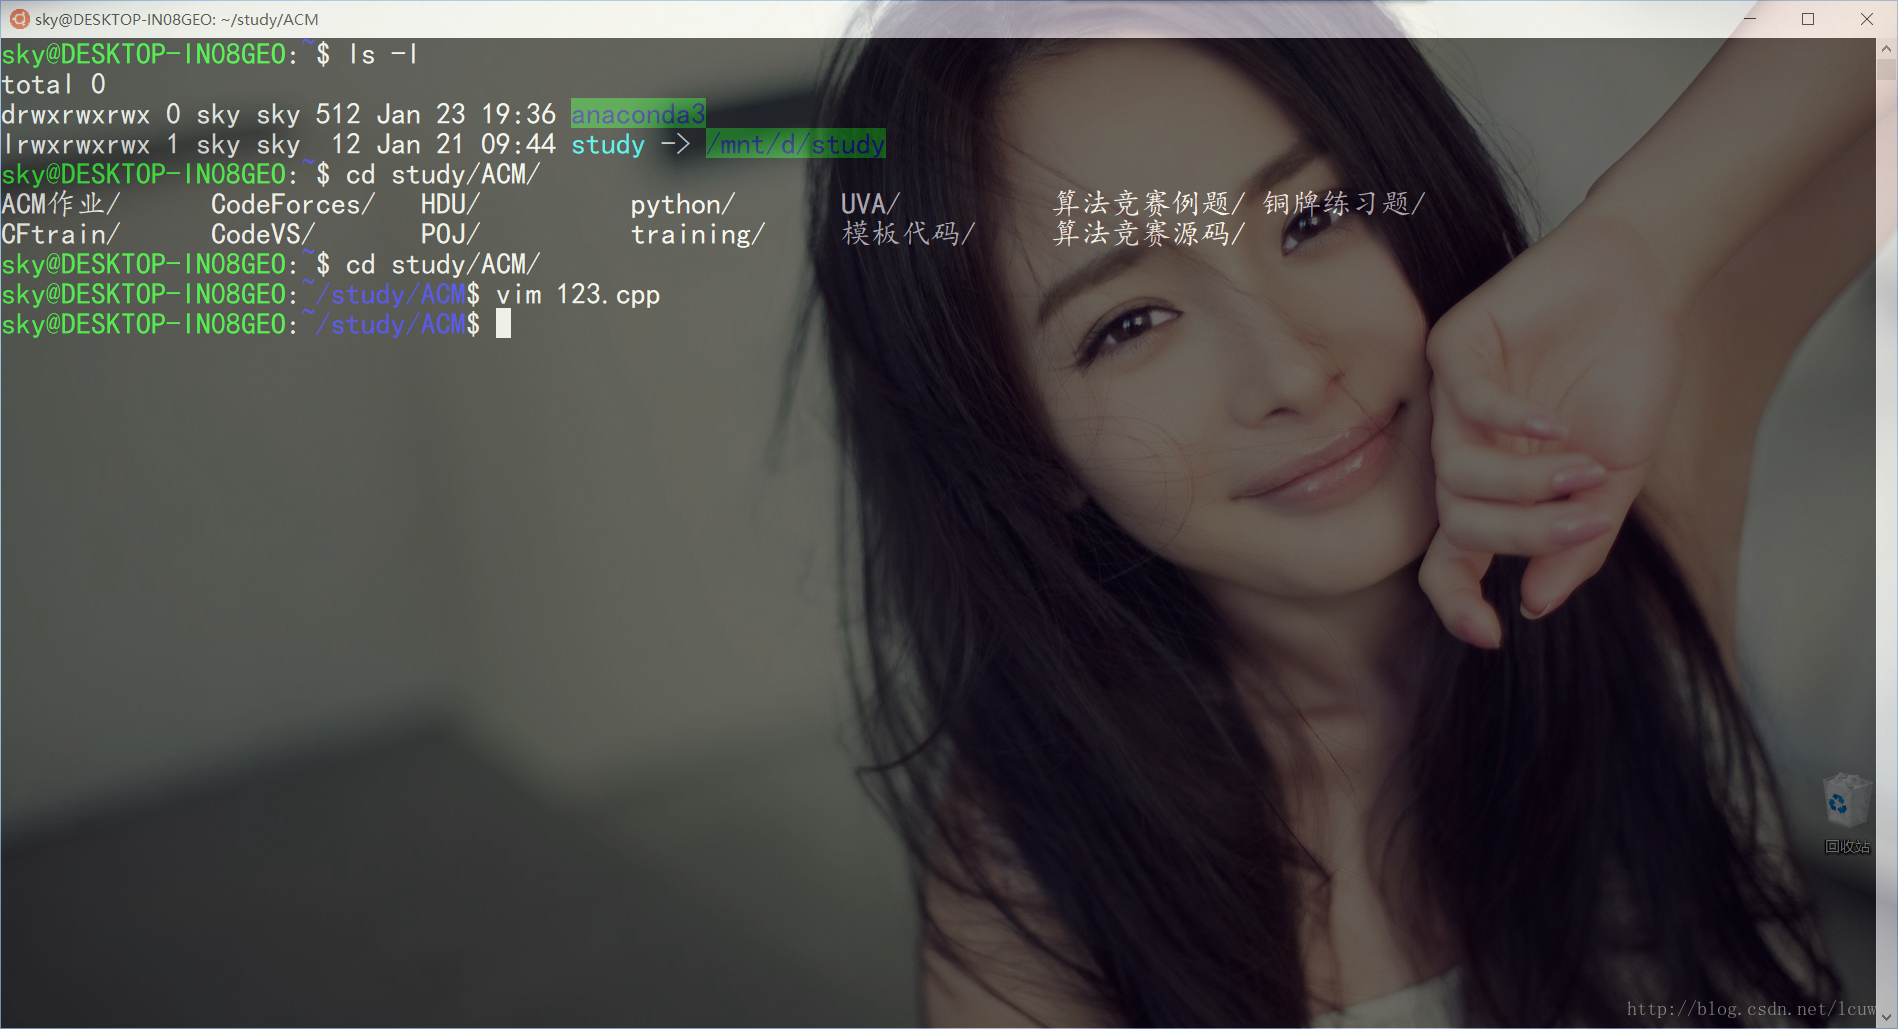 sky@DESKTOP-IN08GEO: ~/study/ACM
sky@DESKTOP-IN08GEO:~$ ls -l
total 0
drwxrwxrwx 0 sky sky 512 Jan 23 19:36 anaconda3
lrwxrwxrwx 1 sky sky  12 Jan 21 09:44 study -> /mnt/d/study
sky@DESKTOP-IN08GEO:~$ cd study/ACM/
ACM作业/ CodeForces/ HDU/ python/ UVA/ 算法竞赛例题/ 铜牌练习题/
CFtrain/ CodeVS/ POJ/ training/ 模板代码/ 算法竞赛源码/
sky@DESKTOP-IN08GEO:~$ cd study/ACM/
sky@DESKTOP-IN08GEO:~/study/ACM$ vim 123.cpp
sky@DESKTOP-IN08GEO:~/study/ACM$
回收站
http://blog.csdn.net/lcuw